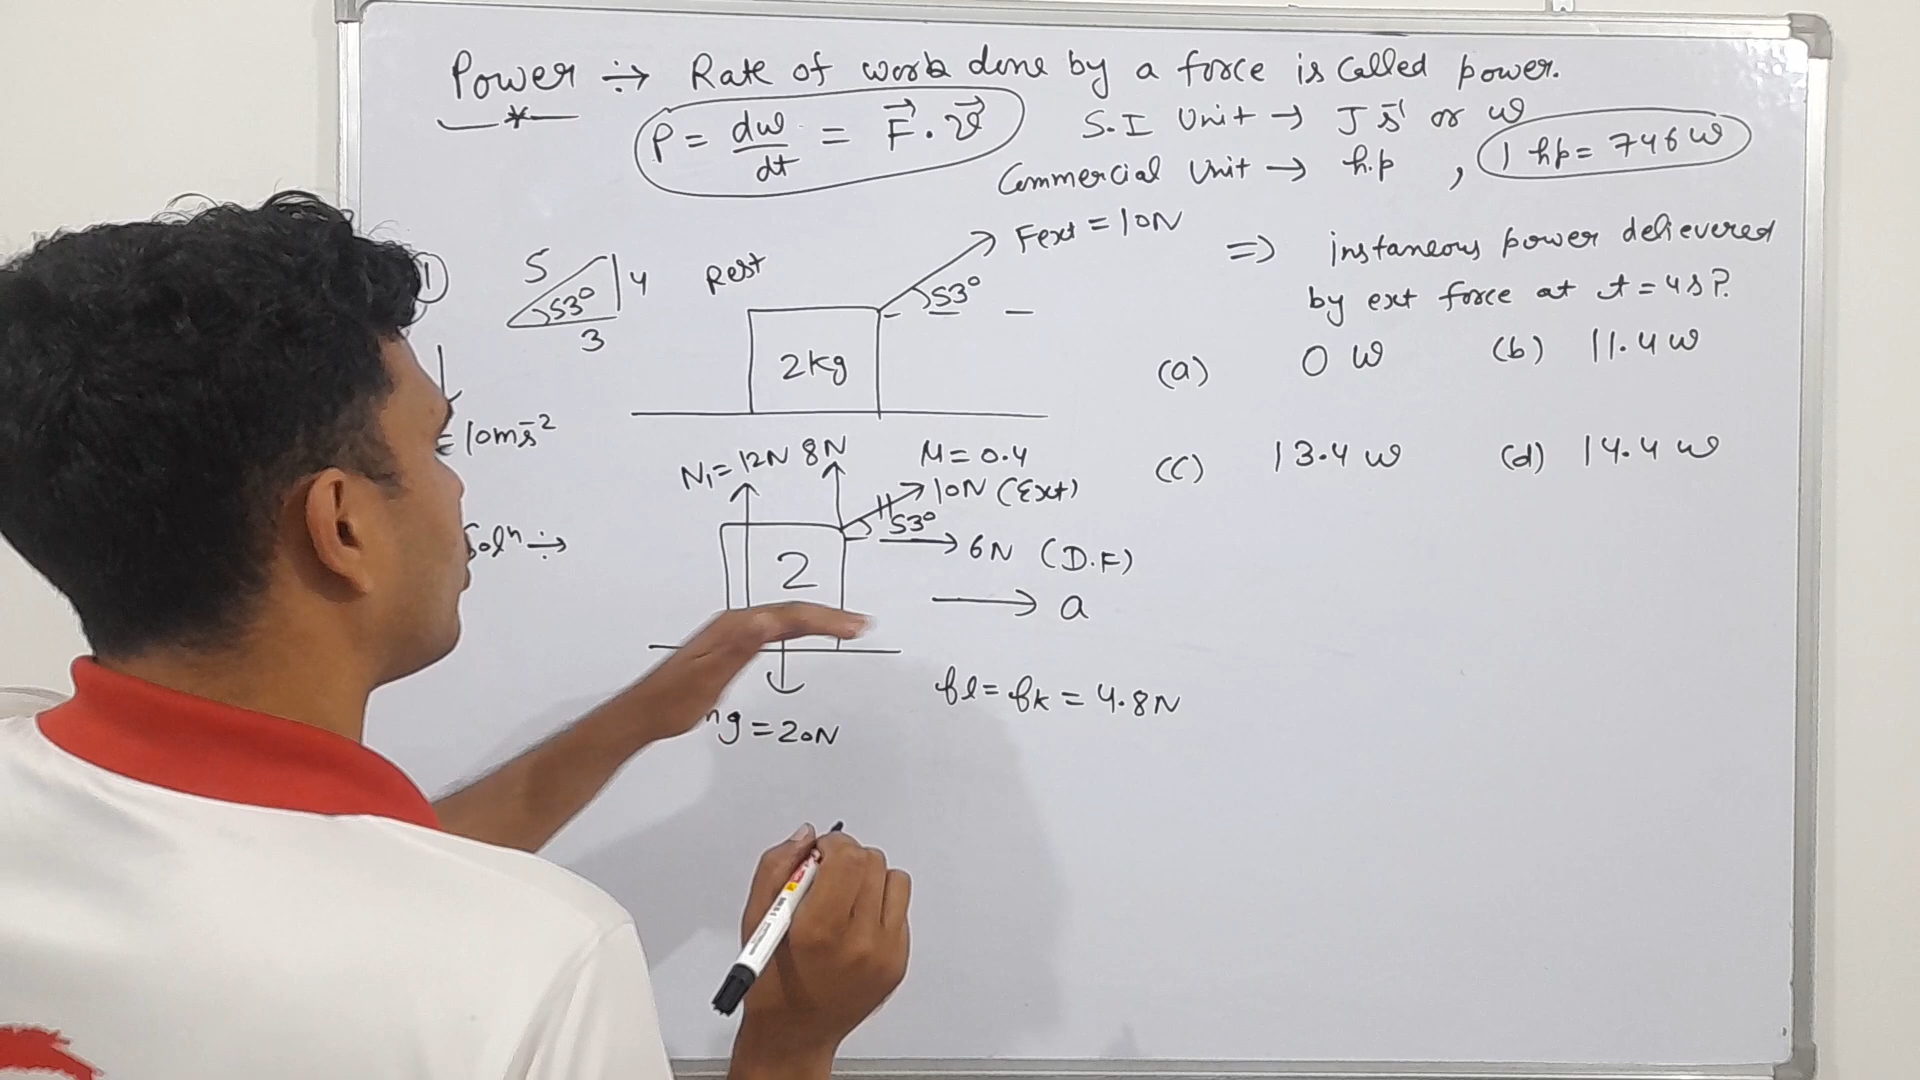 Power ÷→ Rate of work done by a force is called power.
P = dw/dt = F⃗ . v⃗
S.I Unit → J s⁻¹ or W
Commercial Unit → h.p , 1 hp = 746 W
1
5
53°
4
3
Rest
Fext = 10N
53°
2kg
= 10 m s⁻²
μ = 0.4
⇒ instaneous power delievered
by ext force at t = 4s ?
(a) 0 W (b) 11.4 W
(c) 13.4 W (d) 14.4 W
Solⁿ ÷→
N₁ = 12N 8N
10N (Ext)
53°
6N (D.F)
2
a
fl = fk = 4.8N
g = 20N